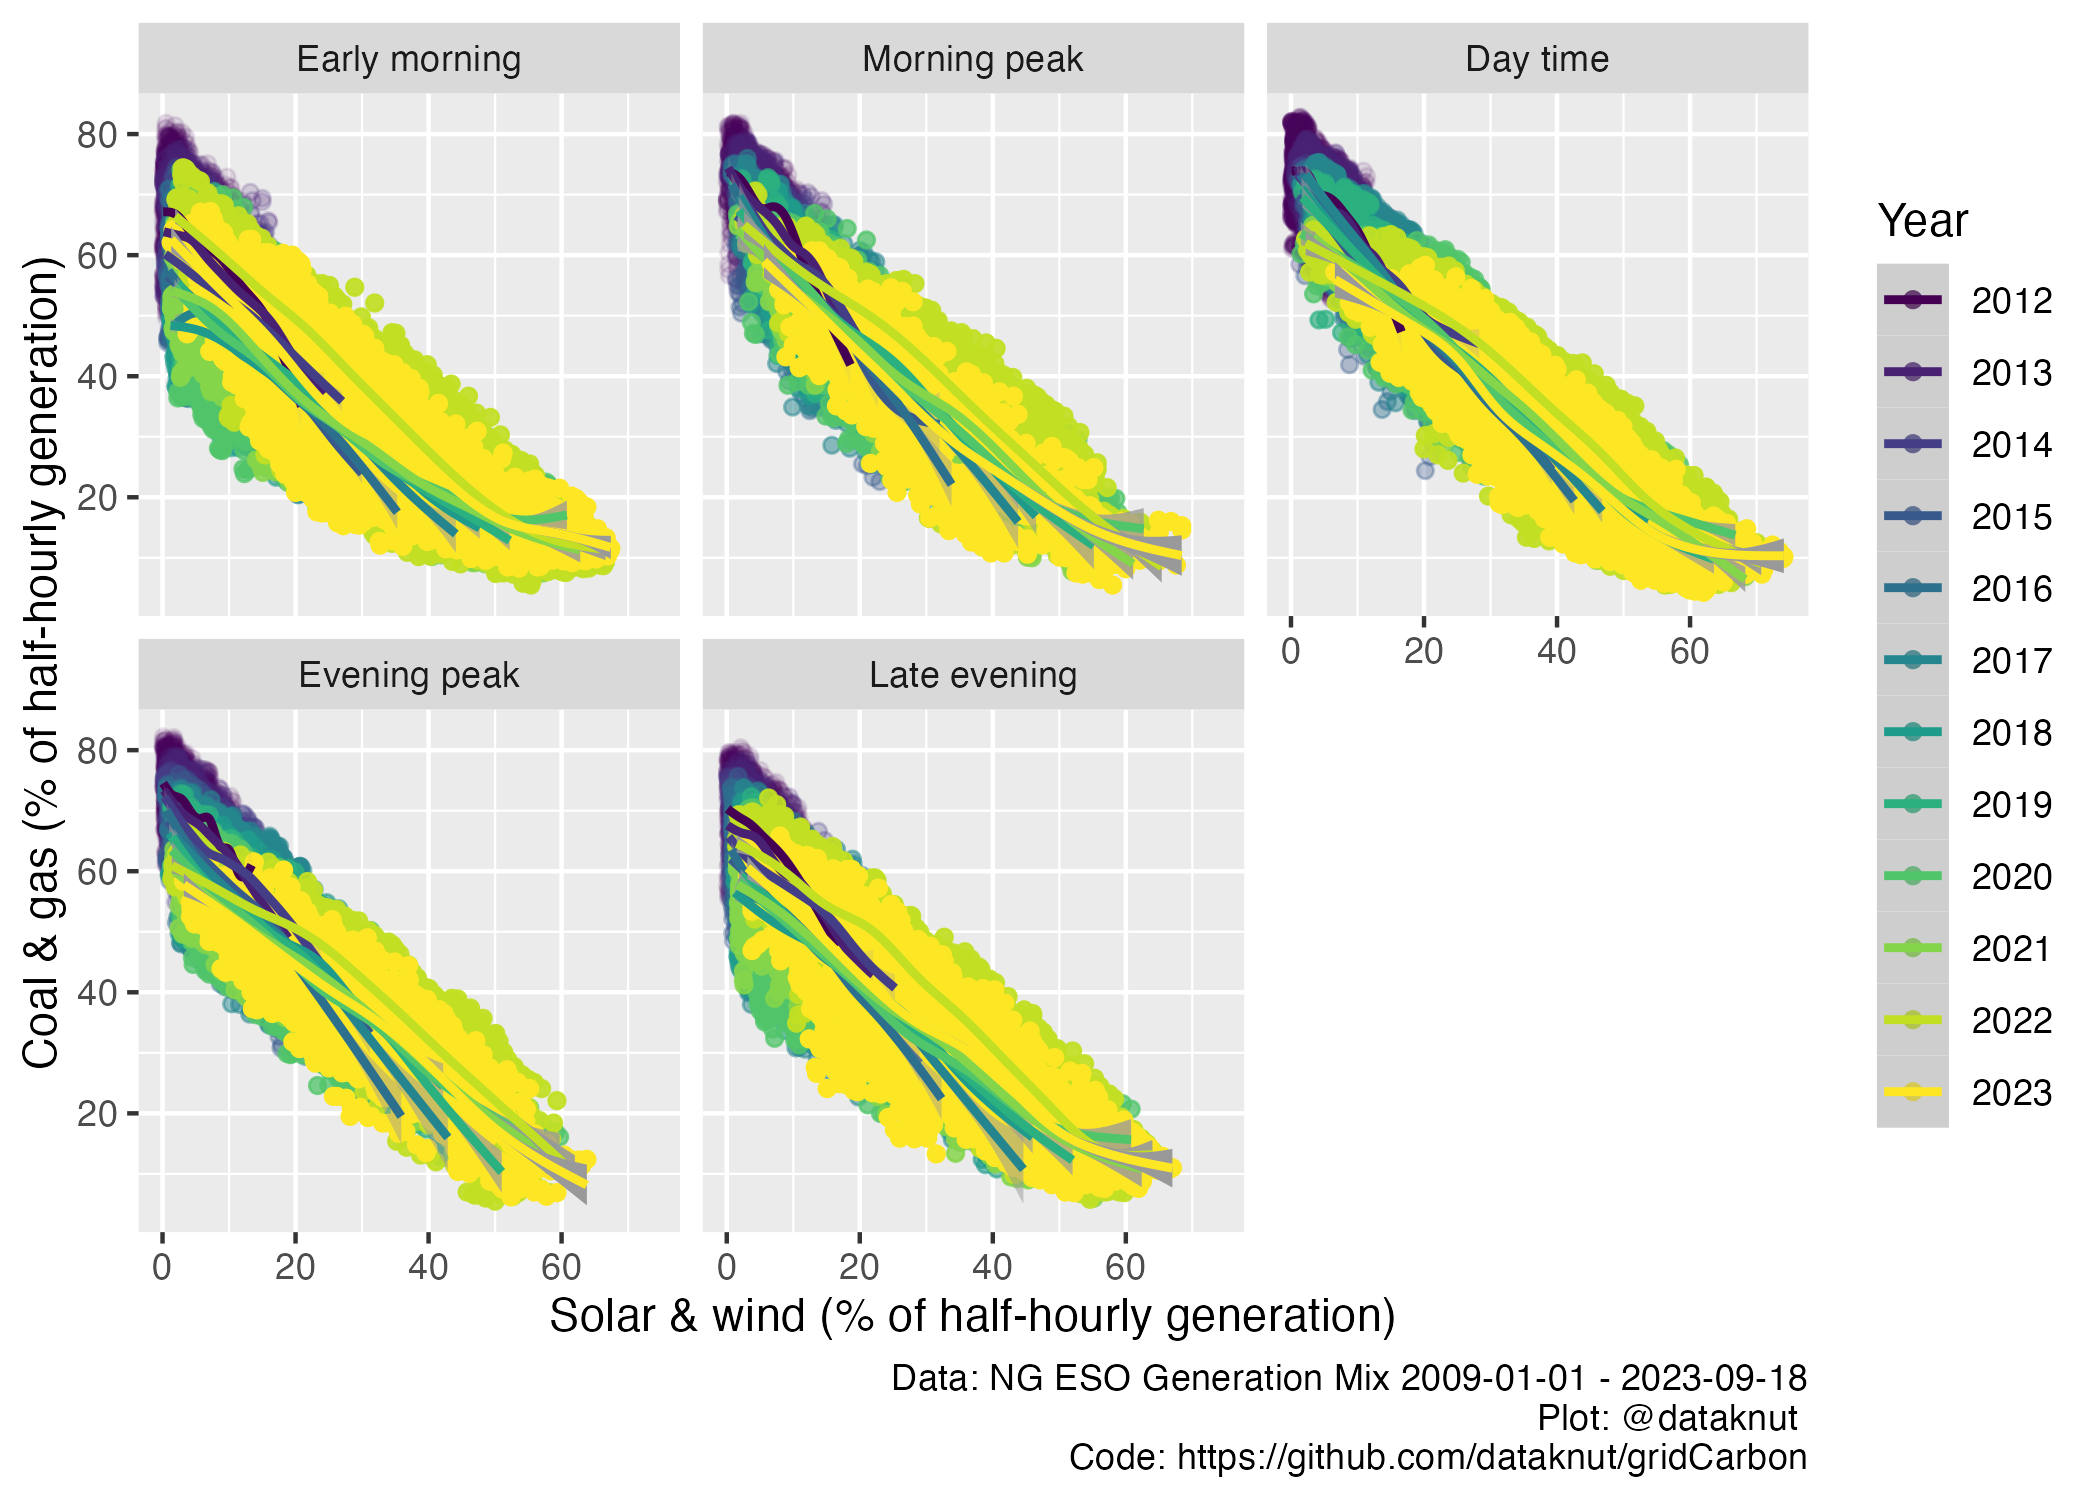 Early morning
Morning peak
Day time
80
60
40
20
0 20 40 60
Evening peak
Late evening
80
60
40
20
0 20 40 60
0 20 40 60
Coal & gas (% of half-hourly generation)
Solar & wind (% of half-hourly generation)
Year
2012
2013
2014
2015
2016
2017
2018
2019
2020
2021
2022
2023
Data: NG ESO Generation Mix 2009-01-01 - 2023-09-18
Plot: @dataknut
Code: https://github.com/dataknut/gridCarbon